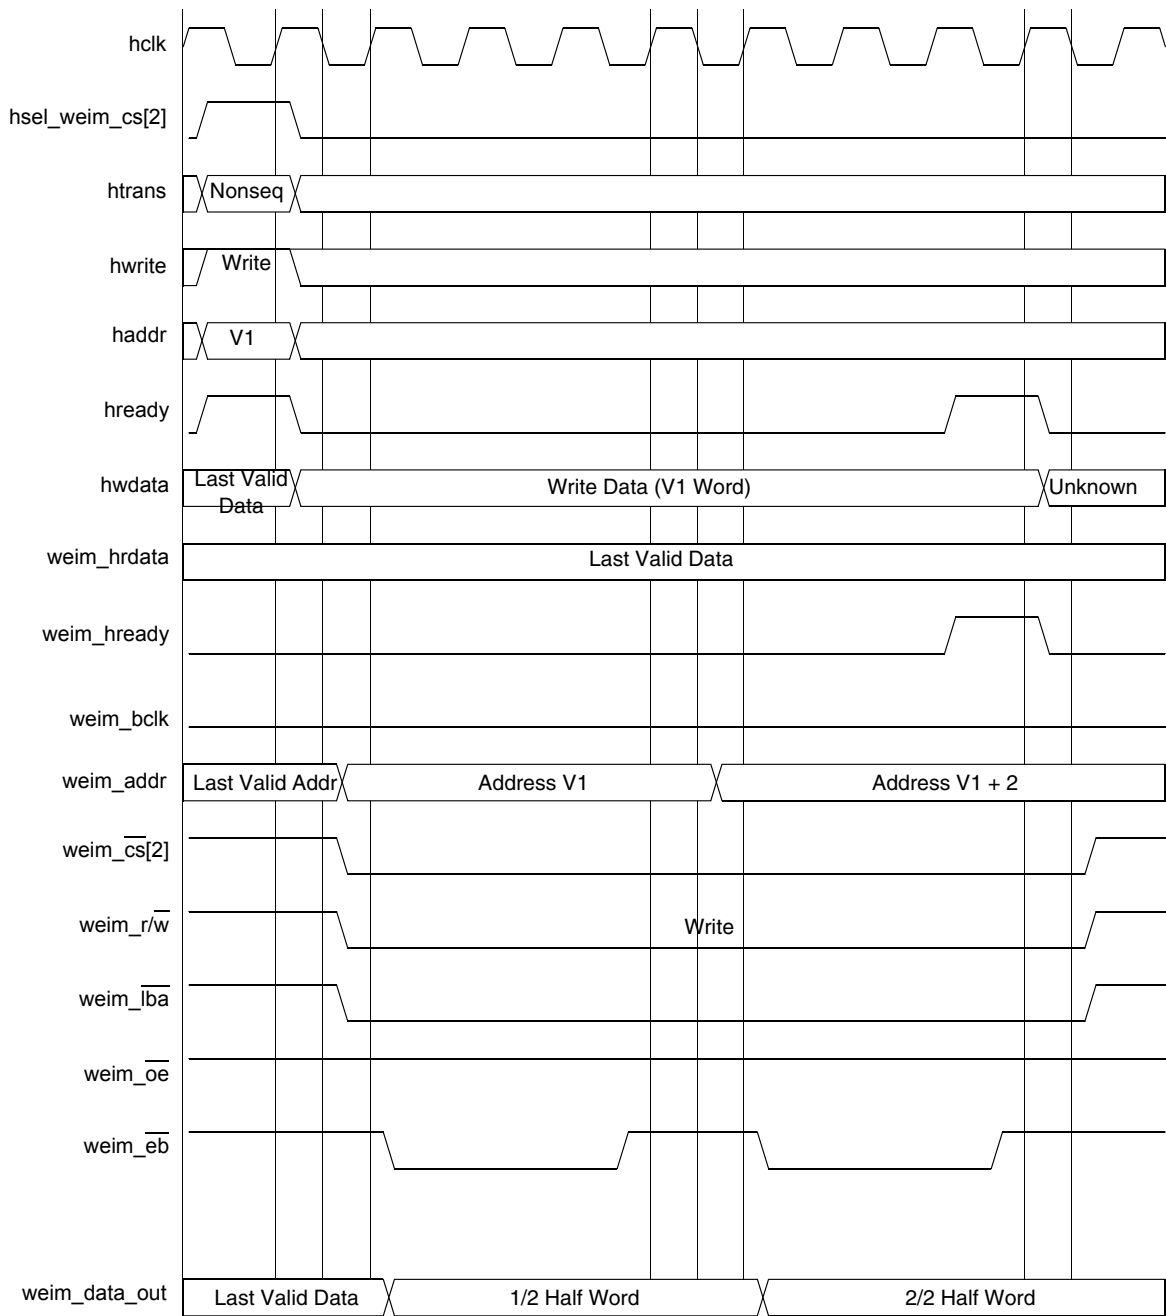 hclk
hsel_weim_cs[2]
htrans Nonseq
hwrite Write
haddr V1
hready
hwdata Last Valid Data Write Data (V1 Word) Unknown
weim_hrdata Last Valid Data
weim_hready
weim_bclk
weim_addr Last Valid Addr Address V1 Address V1 + 2
weim_cs[2]
weim_r/w Write
weim_lba
weim_oe
weim_eb
weim_data_out Last Valid Data 1/2 Half Word 2/2 Half Word